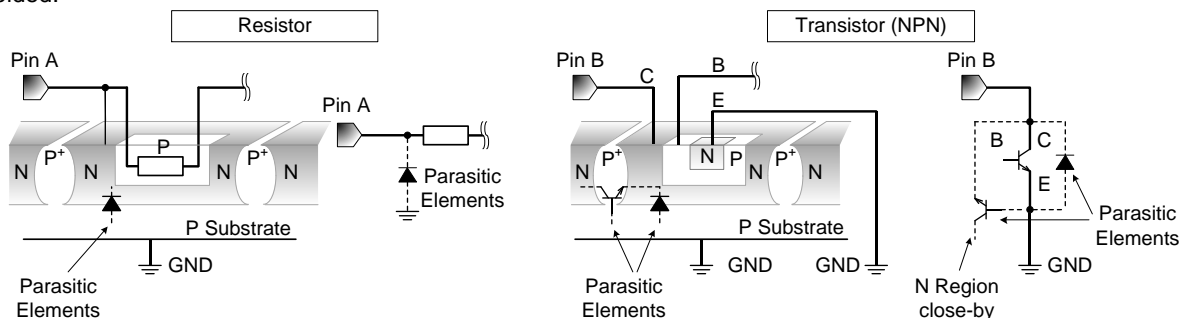 Resistor
Transistor (NPN)
Pin A
Pin A
N
P+
N
P
N
P+
N
Parasitic
Elements
P Substrate
GND
Parasitic
Elements
Pin B
C
B
E
N
P+
N
N
P
N
P+
N
P Substrate
GND
GND
Parasitic
Elements
Pin B
B
C
E
Parasitic
Elements
GND
N Region
close-by